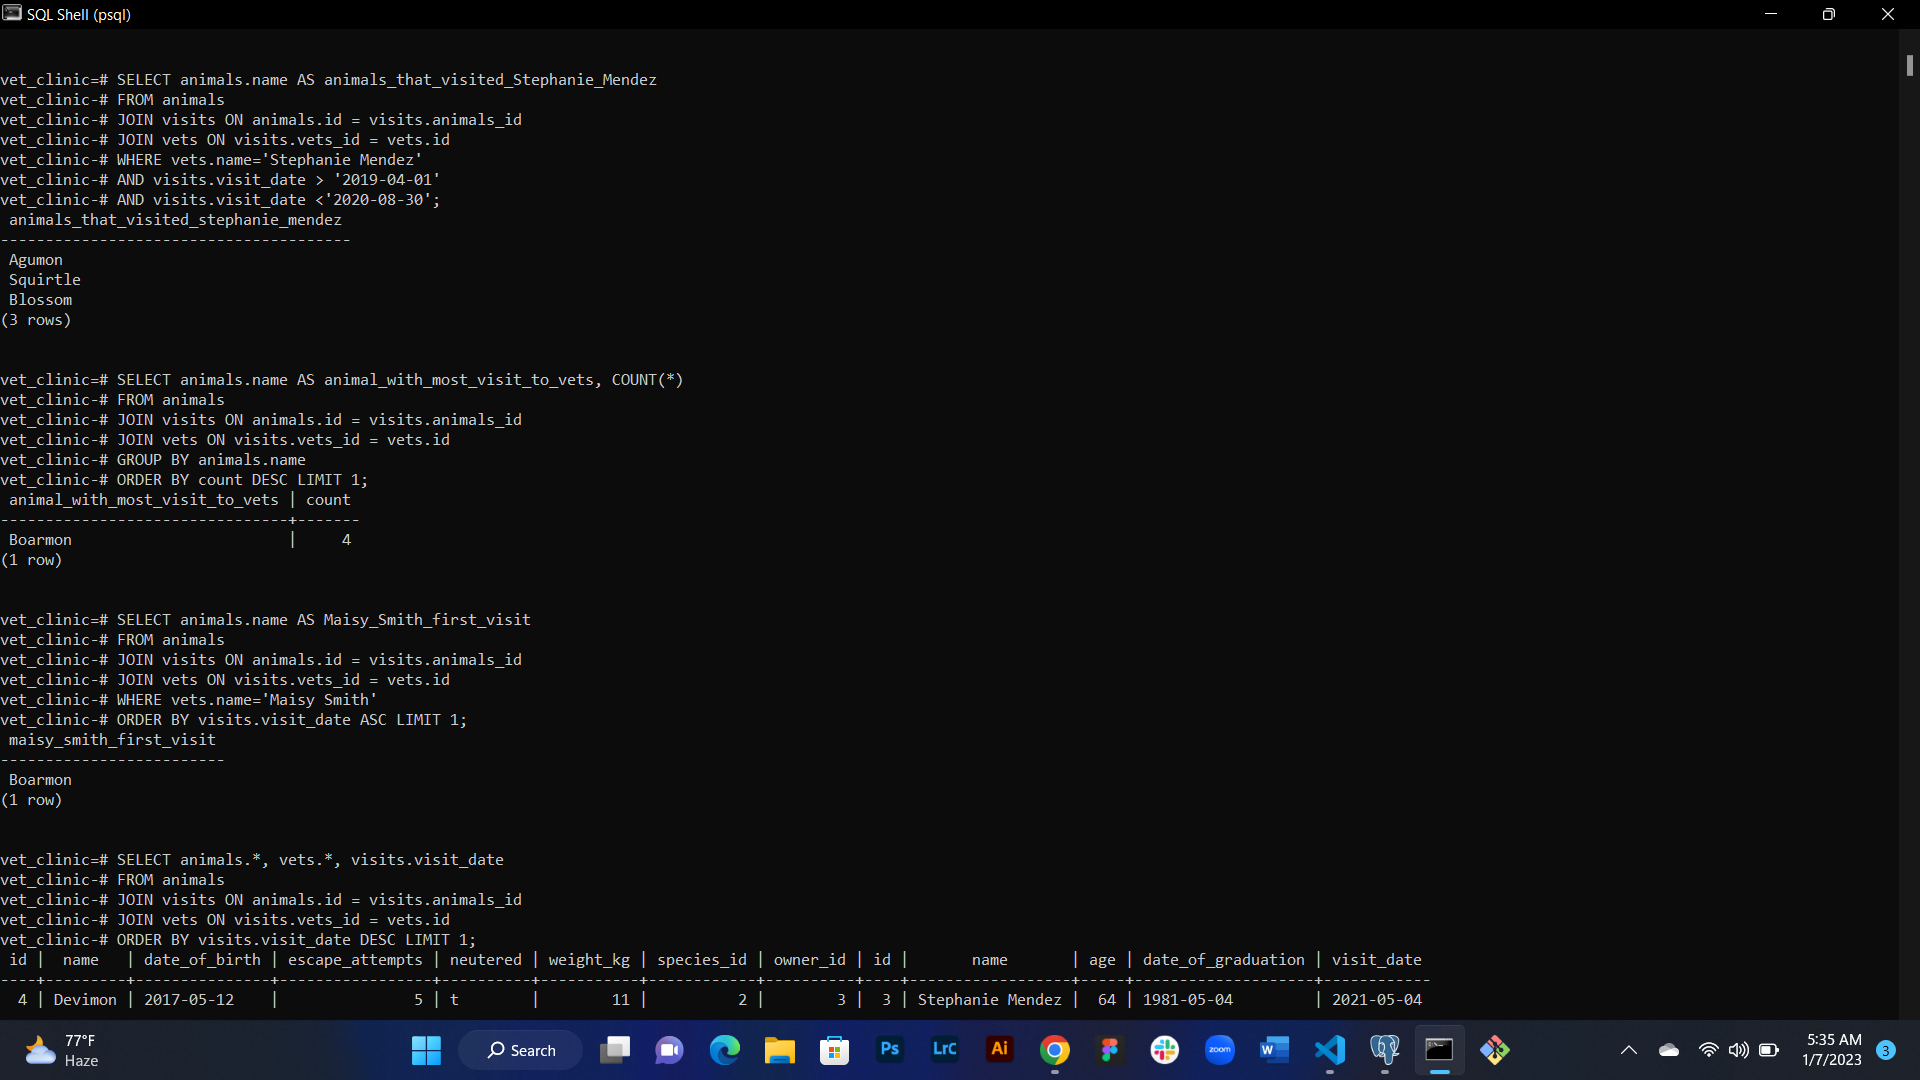 SQL Shell (psql)
vet_clinic=# SELECT animals.name AS animals_that_visited_Stephanie_Mendez
vet_clinic-# FROM animals
vet_clinic-# JOIN visits ON animals.id = visits.animals_id
vet_clinic-# JOIN vets ON visits.vets_id = vets.id
vet_clinic-# WHERE vets.name='Stephanie Mendez'
vet_clinic-# AND visits.visit_date > '2019-04-01'
vet_clinic-# AND visits.visit_date <'2020-08-30';
 animals_that_visited_stephanie_mendez
---------------------------------------
 Agumon
 Squirtle
 Blossom
(3 rows)
vet_clinic=# SELECT animals.name AS animal_with_most_visit_to_vets, COUNT(*)
vet_clinic-# FROM animals
vet_clinic-# JOIN visits ON animals.id = visits.animals_id
vet_clinic-# JOIN vets ON visits.vets_id = vets.id
vet_clinic-# GROUP BY animals.name
vet_clinic-# ORDER BY count DESC LIMIT 1;
 animal_with_most_visit_to_vets | count
--------------------------------+-------
 Boarmon                        |     4
(1 row)
vet_clinic=# SELECT animals.name AS Maisy_Smith_first_visit
vet_clinic-# FROM animals
vet_clinic-# JOIN visits ON animals.id = visits.animals_id
vet_clinic-# JOIN vets ON visits.vets_id = vets.id
vet_clinic-# WHERE vets.name='Maisy Smith'
vet_clinic-# ORDER BY visits.visit_date ASC LIMIT 1;
 maisy_smith_first_visit
-------------------------
 Boarmon
(1 row)
vet_clinic=# SELECT animals.*, vets.*, visits.visit_date
vet_clinic-# FROM animals
vet_clinic-# JOIN visits ON animals.id = visits.animals_id
vet_clinic-# JOIN vets ON visits.vets_id = vets.id
vet_clinic-# ORDER BY visits.visit_date DESC LIMIT 1;
 id |  name   | date_of_birth | escape_attempts | neutered | weight_kg | species_id | owner_id | id |       name       | age | date_of_graduation | visit_date
----+---------+---------------+-----------------+----------+-----------+------------+----------+----+------------------+-----+--------------------+------------
  4 | Devimon | 2017-05-12    |               5 | t        |        11 |          2 |        3 |  3 | Stephanie Mendez |  64 | 1981-05-04         | 2021-05-04
77°F
Haze
Search
Ps
LrC
Ai
zoom
W
5:35 AM
1/7/2023
3